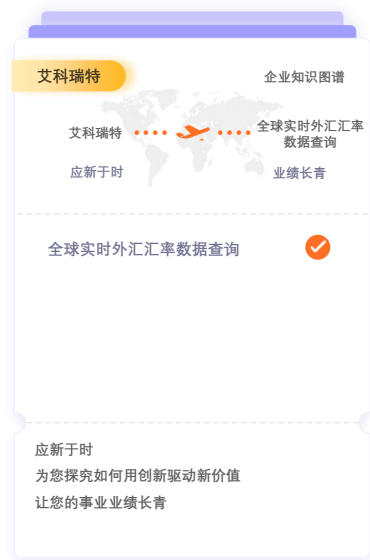 艾科瑞特
企业知识图谱
艾科瑞特
全球实时外汇汇率
数据查询
应新于时
业绩长青
全球实时外汇汇率数据查询
应新于时
为您探究如何用创新驱动新价值
让您的事业业绩长青